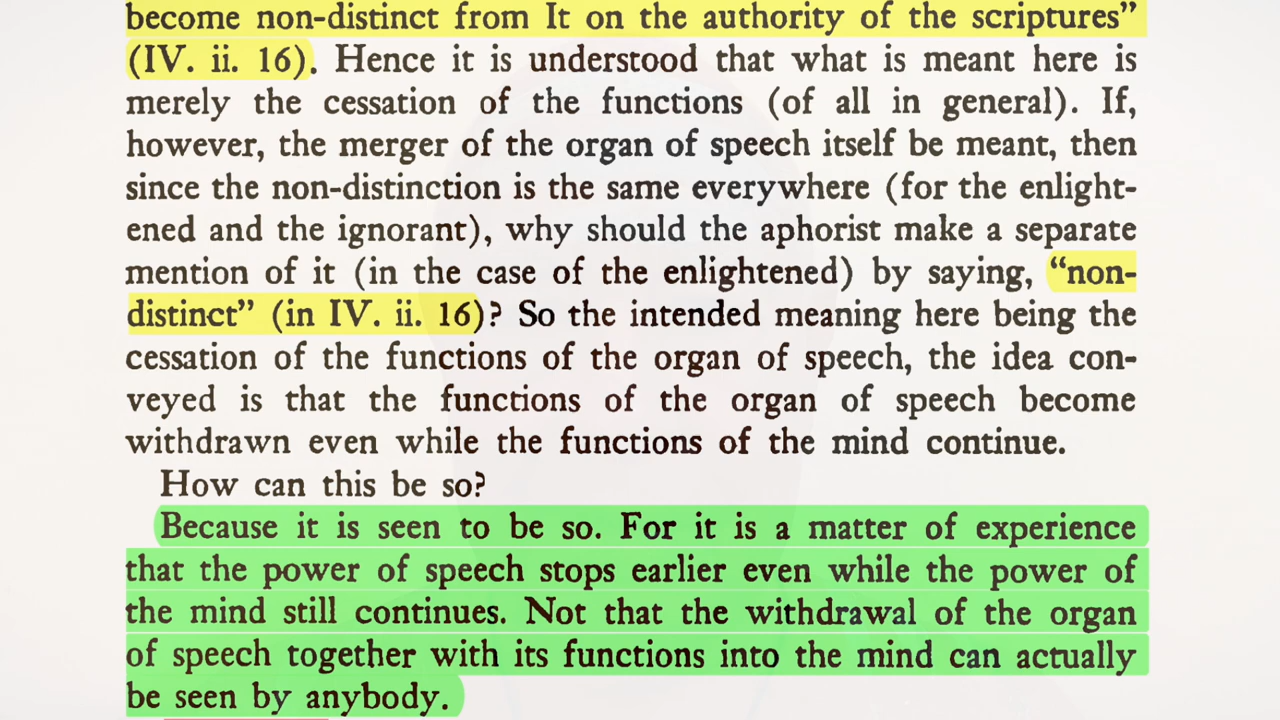 become non-distinct from It on the authority of the scriptures”
(IV. ii. 16). Hence it is understood that what is meant here is
merely the cessation of the functions (of all in general). If,
however, the merger of the organ of speech itself be meant, then
since the non-distinction is the same everywhere (for the enlight-
ened and the ignorant), why should the aphorist make a separate
mention of it (in the case of the enlightened) by saying, “non-
distinct” (in IV. ii. 16)? So the intended meaning here being the
cessation of the functions of the organ of speech, the idea con-
veyed is that the functions of the organ of speech become
withdrawn even while the functions of the mind continue.
How can this be so?
Because it is seen to be so. For it is a matter of experience
that the power of speech stops earlier even while the power of
the mind still continues. Not that the withdrawal of the organ
of speech together with its functions into the mind can actually
be seen by anybody.